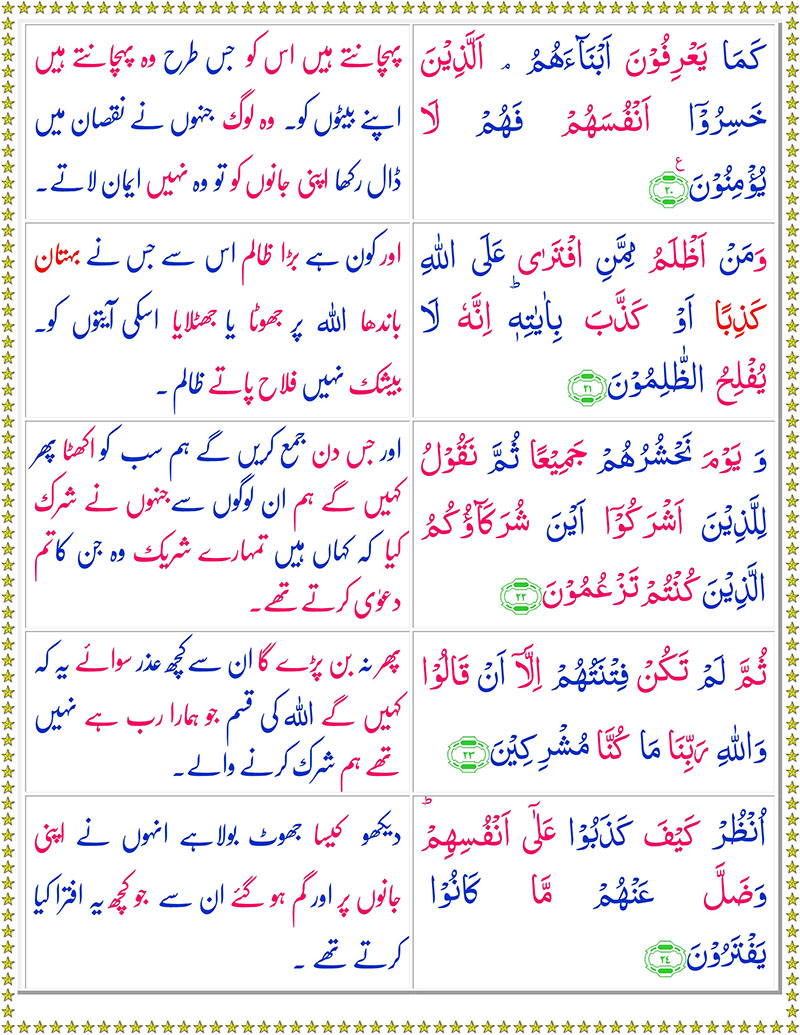 كَمَا يَعۡرِفُوۡنَ اَبۡنَآءَهُمُ‌ۘ اَلَّذِيۡنَ
خَسِرُوۡۤا اَنۡفُسَهُمۡ فَهُمۡ لَا
يُؤۡمِنُوۡنَ ع ۲۰
پہچانتے ہیں اس کو جس طرح وہ پہچانتے ہیں
اپنے بیٹوں کو۔ وہ لوگ جنہوں نے نقصان میں
ڈال رکھا اپنی جانوں کو تو وہ نہیں ایمان لاتے۔
وَمَنۡ اَظۡلَمُ مِمَّنِ افۡتَرٰى عَلَى اللّٰهِ
كَذِبًا اَوۡ كَذَّبَ بِاٰيٰتِهٖؕ اِنَّهٗ لَا
يُفۡلِحُ الظّٰلِمُوۡنَ ۲۱
اور کون ہے بڑا ظالم اس سے جس نے بہتان
باندھا اللہ پر جھوٹا یا جھٹلایا اسکی آیتوں کو۔
بیشک نہیں فلاح پاتے ظالم ۔
وَ يَوۡمَ نَحۡشُرُهُمۡ جَمِيۡعًا ثُمَّ نَقُوۡلُ
لِلَّذِيۡنَ اَشۡرَكُوۡۤا اَيۡنَ شُرَكَآؤُكُمُ
الَّذِيۡنَ كُنۡتُمۡ تَزۡعُمُوۡنَ ۲۲
اور جس دن جمع کریں گے ہم سب کو اکھٹا پھر
کہیں گے ہم ان لوگوں سے جنہوں نے شرک
کیا کہ کہاں ہیں تمہارے شریک وہ جن کا تم
دعوٰی کرتے تھے۔
ثُمَّ لَمۡ تَكُنۡ فِتۡنَتُهُمۡ اِلَّاۤ اَنۡ قَالُوۡا
وَاللّٰهِ رَبِّنَا مَا كُنَّا مُشۡرِكِيۡنَ ۲۳
پھر نہ بن پڑے گا ان سے کچھ عذر سوائے یہ کہ
کہیں گے اللہ کی قسم جو ہمارا رب ہے نہیں
تھے ہم شرک کرنے والے۔
اُنْظُرۡ كَيۡفَ كَذَبُوۡا عَلٰٓى اَنۡفُسِهِمۡؕ
وَضَلَّ عَنۡهُمۡ مَّا كَانُوۡا
يَفۡتَرُوۡنَ ۲۴
دیکھو کیسا جھوٹ بولا ہے انہوں نے اپنی
جانوں پر اور گم ہو گئے ان سے جو کچھ یہ افترا کیا
کرتے تھے ۔